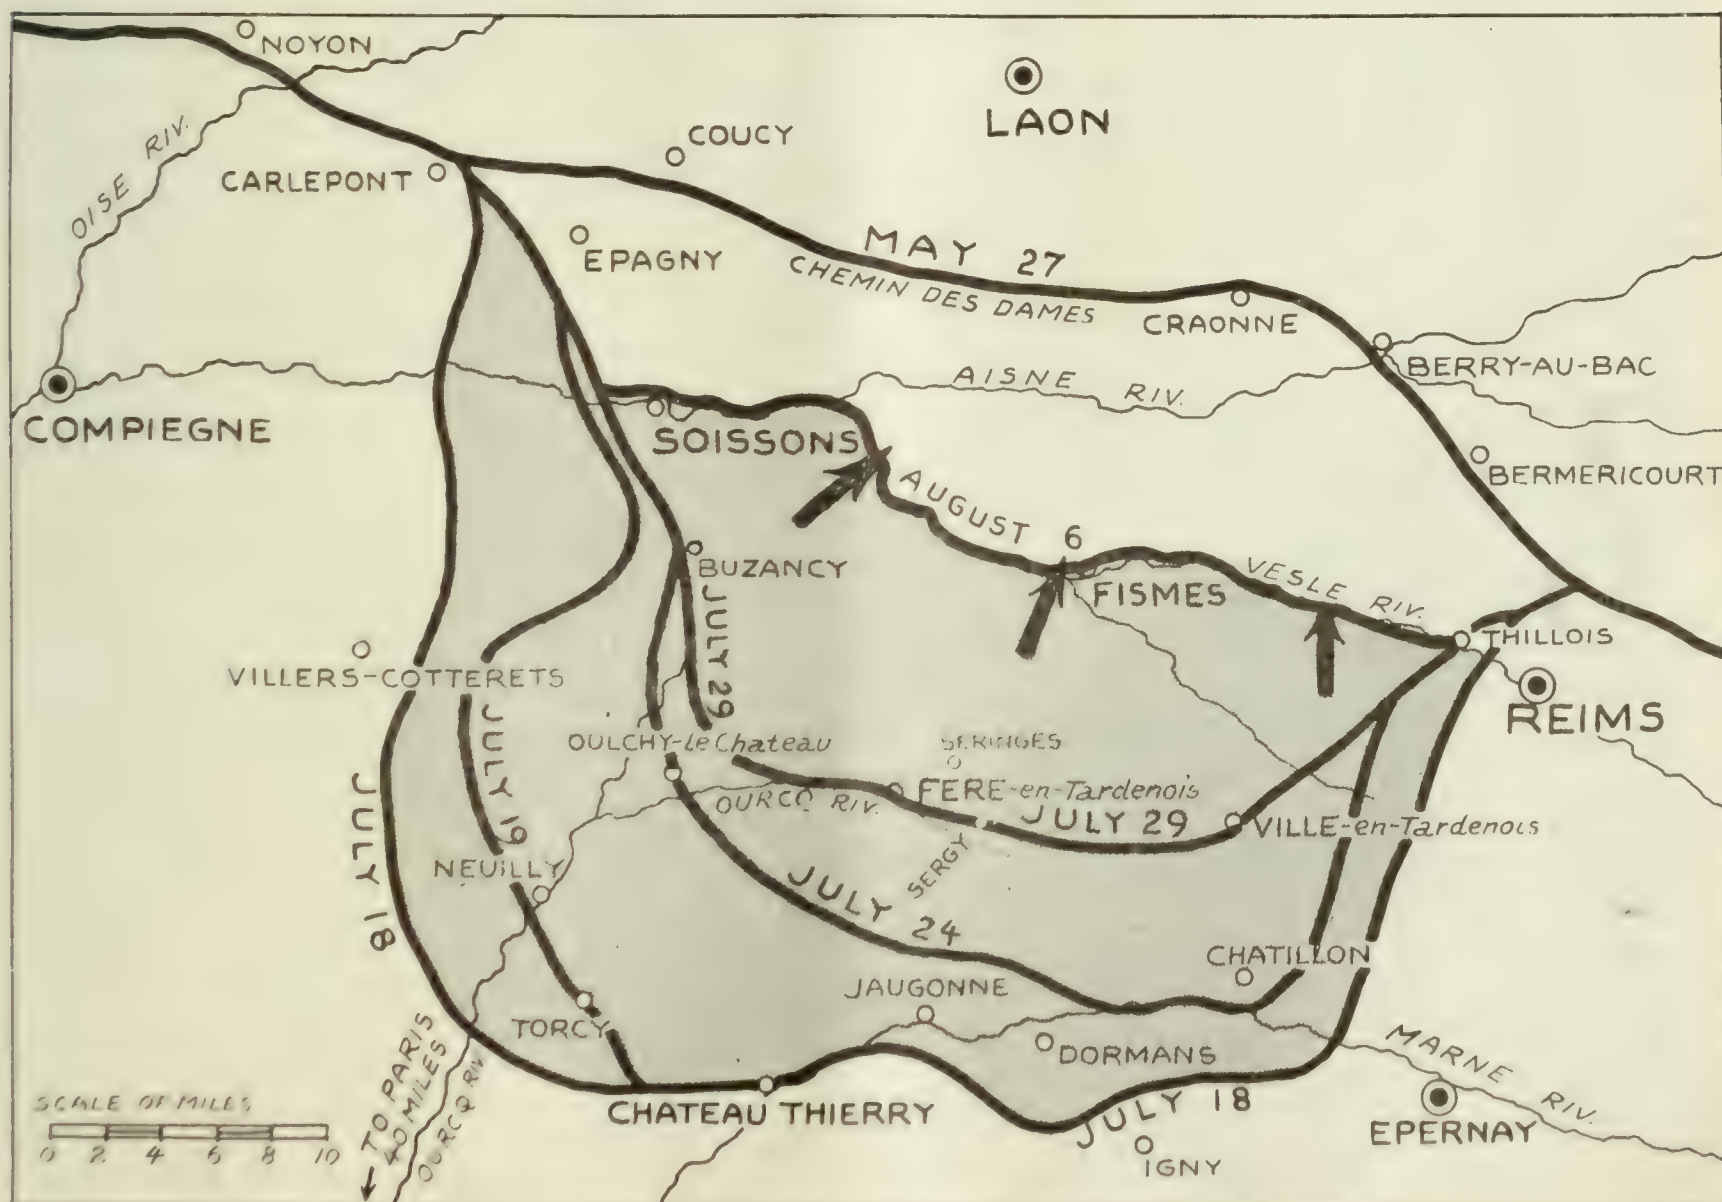 NOYON
LAON
COUCY
OISE RIV.
CARLEPONT
EPAGNY
MAY 27
CHEMIN DES DAMES
CRAONNE
BERRY-AU-BAC
AISNE RIV.
COMPIEGNE
SOISSONS
BERMERICOURT
AUGUST 6
BUZANCY
FISMES
VESLE RIV.
THILLOIS
VILLERS-COTTERETS
JULY 29
REIMS
JULY 19
OULCHY-le Chateau
SERINGES
FERE-en-Tardenois
OURCQ RIV.
JULY 29
VILLE-en-Tardenois
JULY 18
NEUILLY
SERGY
JULY 24
CHATILLON
JAUGONNE
TORCY
DORMANS
MARNE RIV.
TO PARIS
40 MILES
OURCQ RIV
SCALE OF MILES
0 2 4 6 8 10
CHATEAU THIERRY
JULY 18
EPERNAY
IGNY